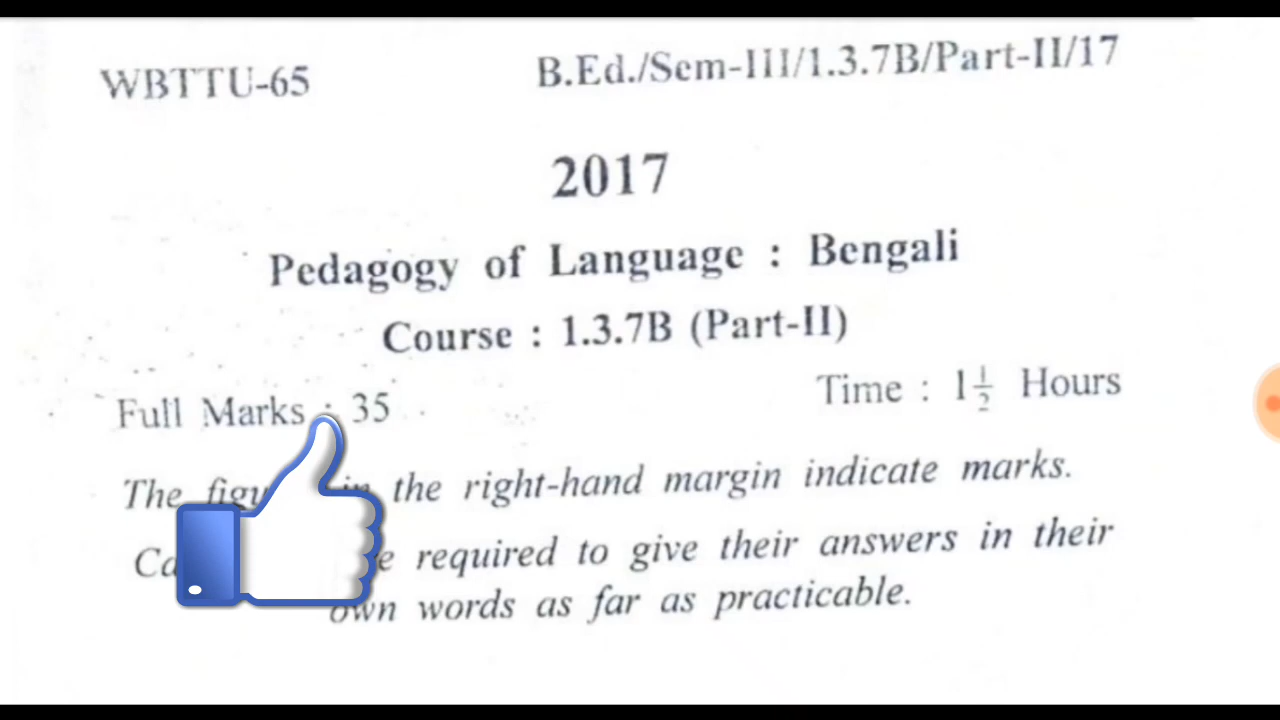 WBTTU-65
B.Ed./Sem-III/1.3.7B/Part-II/17
2017
Pedagogy of Language : Bengali
Course : 1.3.7B (Part-II)
Full Marks : 35
Time : 1 1/2 Hours
The in the right-hand margin indicate marks.
required to give their answers in their
own words as far as practicable.